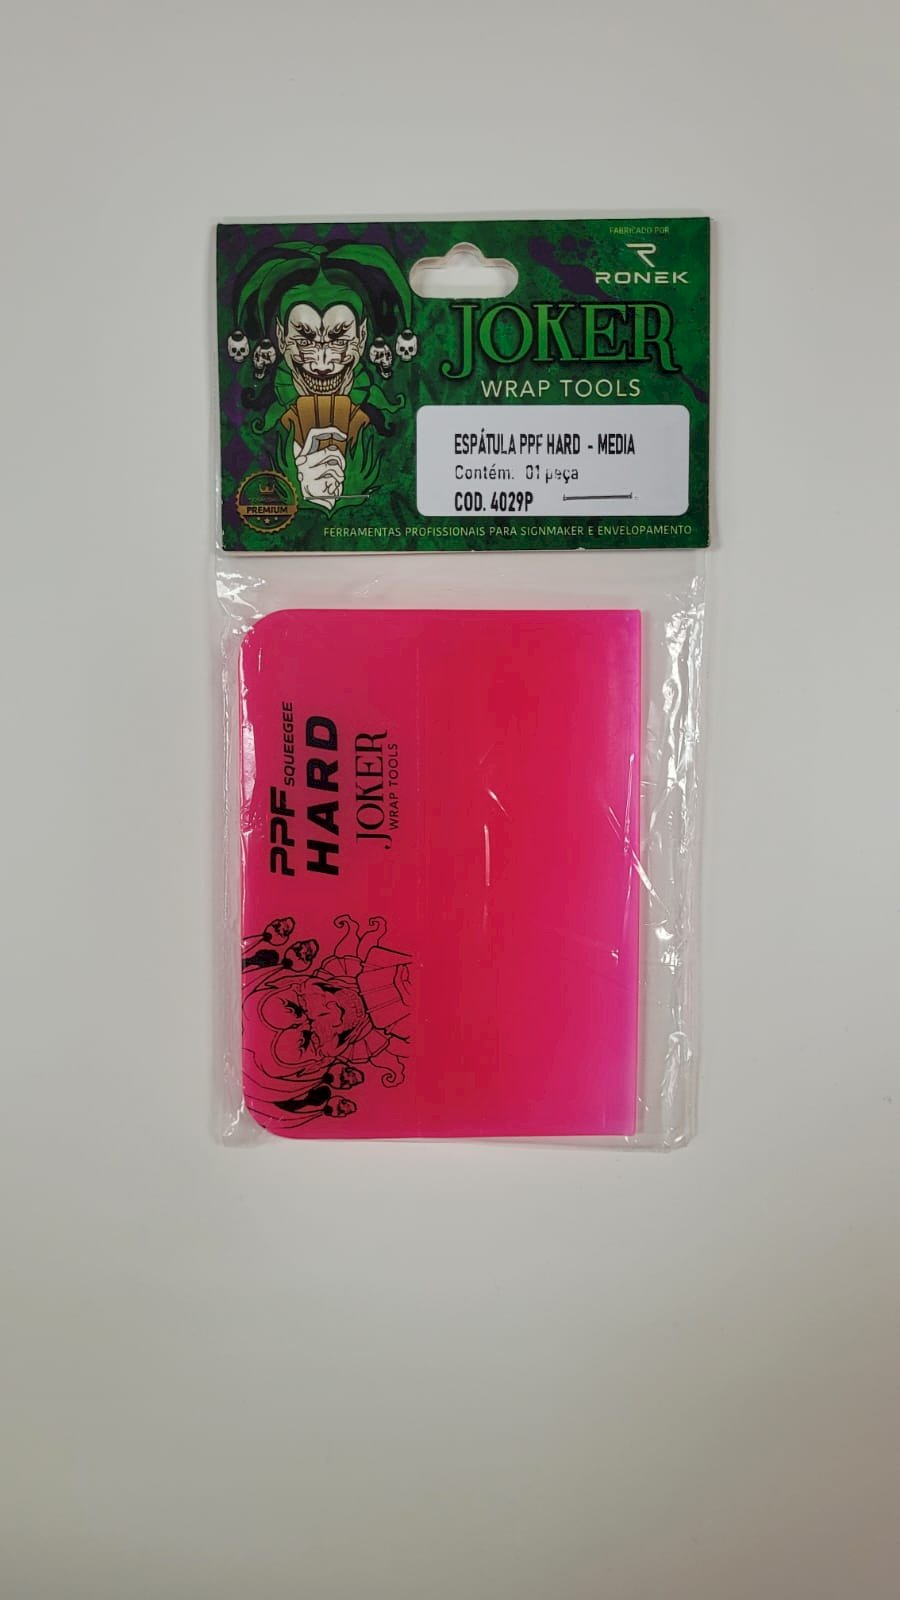 FABRICADO POR
RONEK
JOKER
WRAP TOOLS
ESPÁTULA PPF HARD - MEDIA
Contém: 01 peça
COD. 4029P
PREMIUM
FERRAMENTAS PROFISSIONAIS PARA SIGNMAKER E ENVELOPAMENTO
PPF SQUEEGEE
HARD
JOKER
WRAP TOOLS